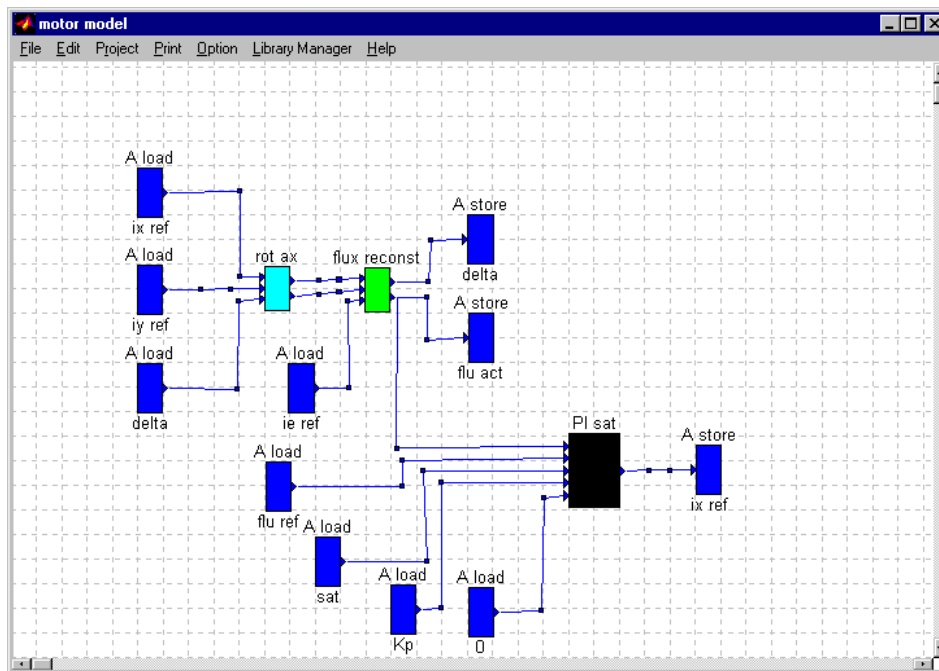 motor model
File Edit Project Print Option Library Manager Help
A load
ix ref
A load
iy ref
A load
delta
rot ax
flux reconst
A load
ie ref
A store
delta
A store
flu act
A load
flu ref
A load
sat
A load
Kp
A load
0
PI sat
A store
ix ref